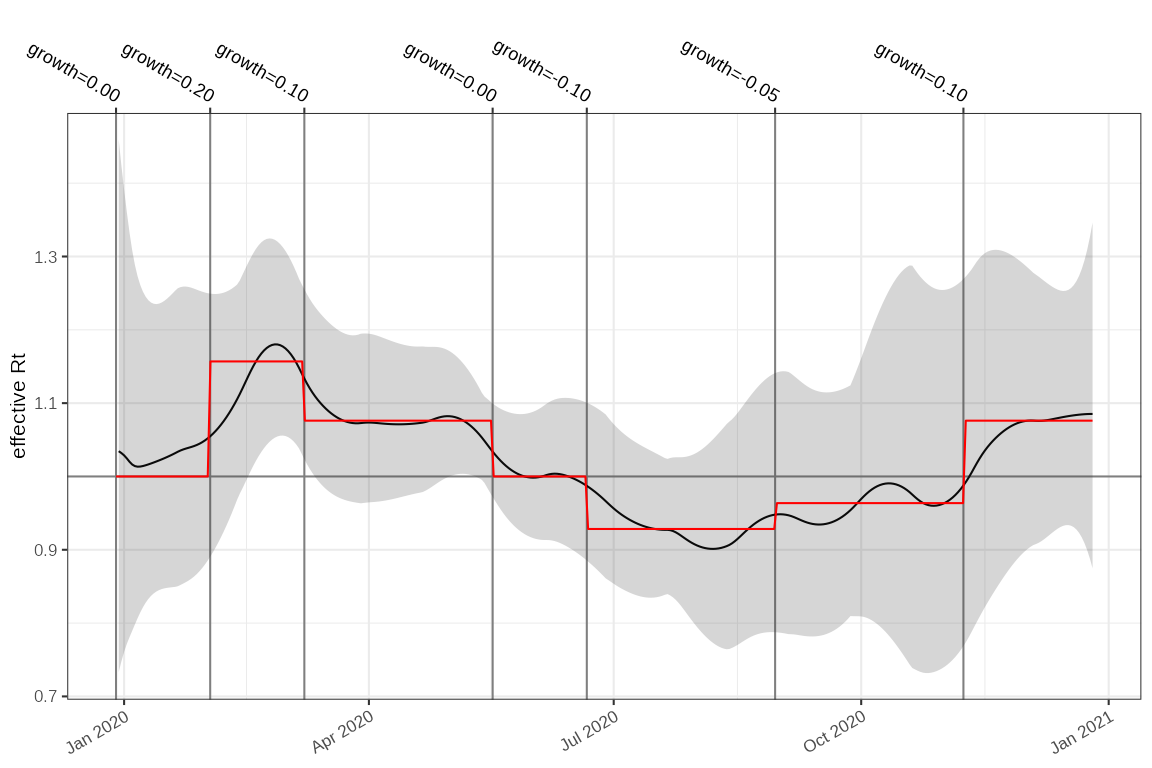 growth=0.00
growth=0.20
growth=0.10
growth=0.00
growth=-0.10
growth=-0.05
growth=0.10
effective Rt
1.3
1.1
0.9
0.7
Jan 2020
Apr 2020
Jul 2020
Oct 2020
Jan 2021